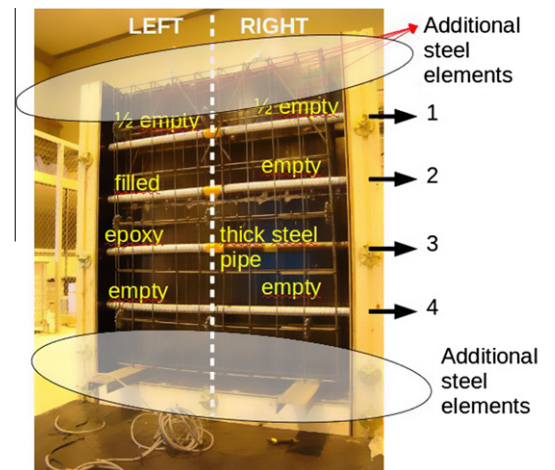 LEFT RIGHT
Additional
steel
elements
½ empty ½ empty
1
filled empty
2
epoxy thick steel
pipe
3
empty empty
4
Additional
steel
elements